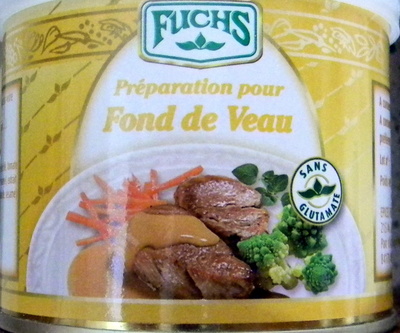 FUCHS
Préparation pour
Fond de Veau
SANS
GLUTAMATE